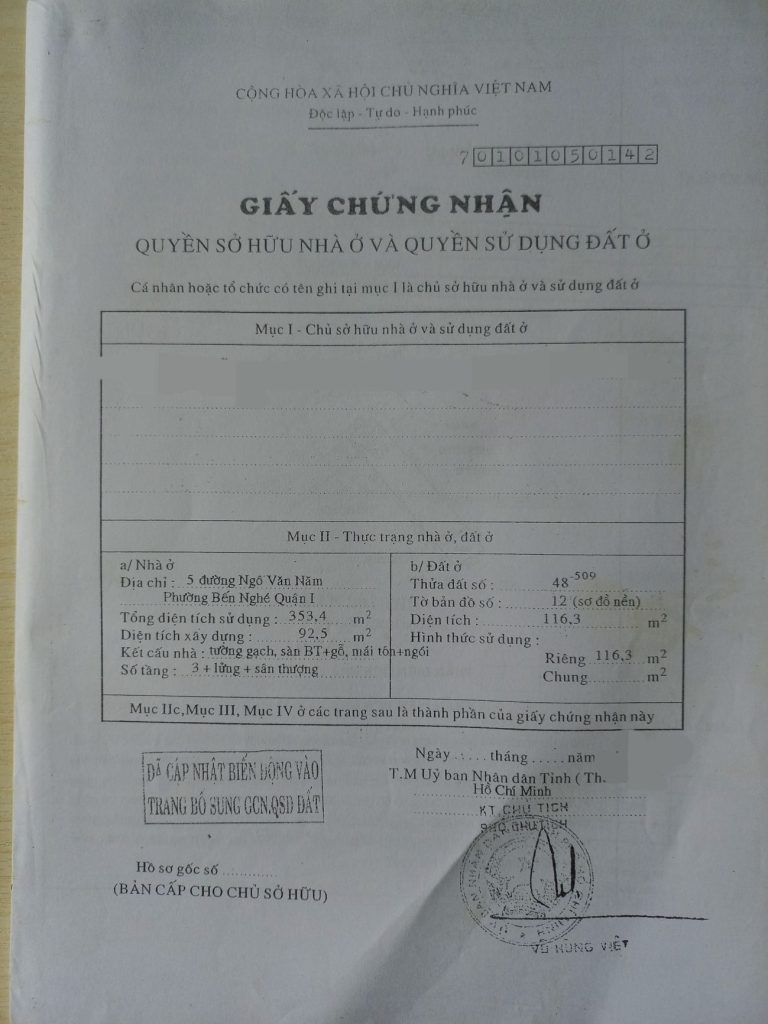 CỘNG HÒA XÃ HỘI CHỦ NGHĨA VIỆT NAM
Độc lập - Tự do - Hạnh phúc
7 0101050142
GIẤY CHỨNG NHẬN
QUYỀN SỞ HỮU NHÀ Ở VÀ QUYỀN SỬ DỤNG ĐẤT Ở
Cá nhân hoặc tổ chức có tên ghi tại mục I là chủ sở hữu nhà ở và sử dụng đất ở
Mục I - Chủ sở hữu nhà ở và sử dụng đất ở
Mục II - Thực trạng nhà ở, đất ở
a/ Nhà ở
Địa chỉ : 5 đường Ngô Văn Năm
Phường Bến Nghé Quận I
Tổng diện tích sử dụng : 353,4 m2
Diện tích xây dựng : 92,5 m2
Kết cấu nhà : tường gạch, sàn BT+gỗ, mái tôn+ngói
Số tầng : 3 + lửng + sân thượng
b/ Đất ở
Thửa đất số : 48-509
Tờ bản đồ số : 12 (sơ đồ nền)
Diện tích : 116,3 m2
Hình thức sử dụng :
Riêng 116,3 m2
Chung m2
Mục IIc,Mục III, Mục IV ở các trang sau là thành phần của giấy chứng nhận này
ĐÃ CẬP NHẬT BIẾN ĐỘNG VÀO
TRANG BỔ SUNG GCN,QSD ĐẤT
Hồ sơ gốc số
(BẢN CẤP CHO CHỦ SỞ HỮU)
Ngày ..... tháng ..... năm
T.M Uỷ ban Nhân dân Tỉnh ( Th.
Hồ Chí Minh
KT.CHỦ TỊCH
PHÓ CHỦ TỊCH
VŨ HÙNG VIỆT